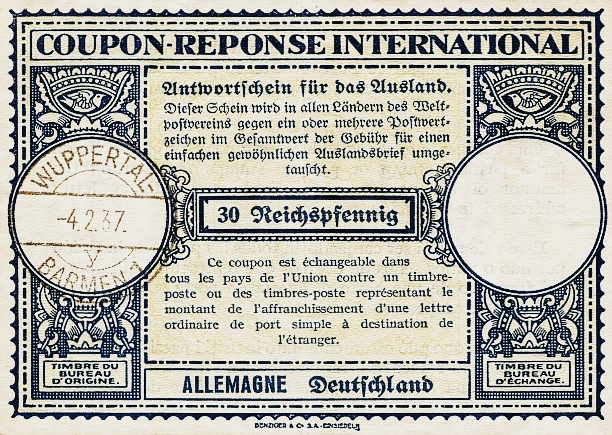 COUPON-REPONSE INTERNATIONAL
Antwortschein für das Ausland.
Dieser Schein wird in allen Ländern des Welt-
postvereins gegen ein oder mehrere Postwert-
zeichen im Gesamtwert der Gebühr für einen
einfachen gewöhnlichen Auslandsbrief umge-
tauscht.
WUPPERTAL-
-4.2.37.
y
BARMEN 1
30 Reichspfennig
Ce coupon est échangeable dans
tous les pays de l'Union contre un timbre-
poste ou des timbres-poste représentant le
montant de l'affranchissement d'une lettre
ordinaire de port simple à destination de
l'étranger.
TIMBRE DU
BUREAU
D'ORIGINE.
TIMBRE DU
BUREAU
D'ÉCHANGE.
ALLEMAGNE Deutschland
BENZIGER & Co S.A. - EINSIEDELN